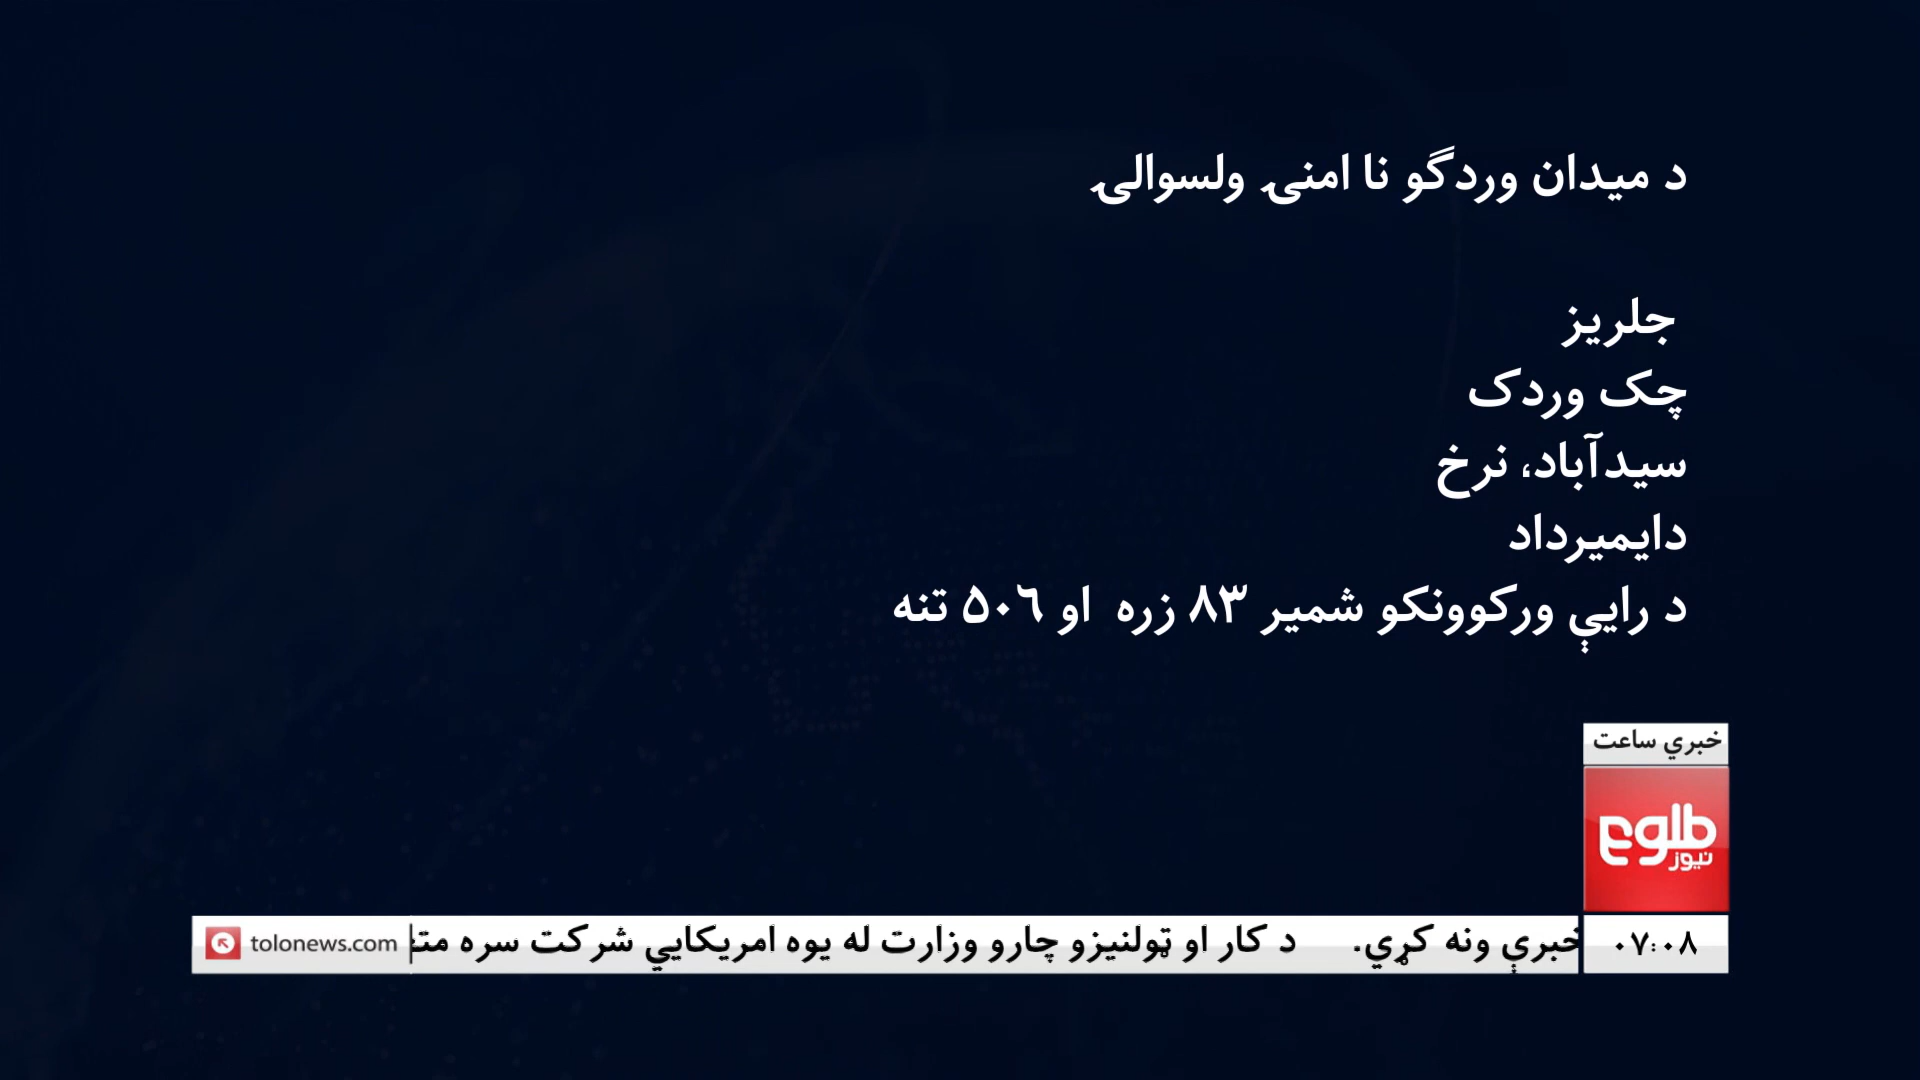 د میدان وردگو نا امنۍ ولسوالۍ
جلریز
چک وردک
سیدآباد، نرخ
دایمیرداد
د رایې ورکوونکو شمیر ۸۳ زره او ۵۰۶ تنه
خبري ساعت
طلوع
نیوز
خبرې ونه کړي. د کار او ټولنیزو چارو وزارت له یوه امریکایي شرکت سره
tolonews.com
۰۷:۰۸